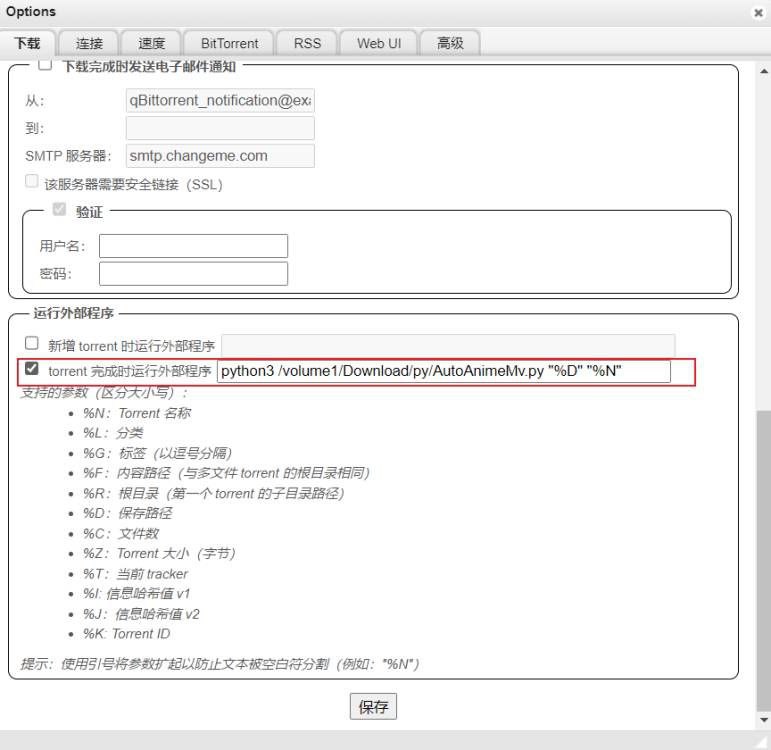 Options
下载 连接 速度 BitTorrent RSS Web UI 高级
下载完成时发送电子邮件通知
从: qBittorrent_notification@exa
到:
SMTP 服务器: smtp.changeme.com
该服务器需要安全链接（SSL）
验证
用户名:
密码:
运行外部程序
新增 torrent 时运行外部程序
torrent 完成时运行外部程序 python3 /volume1/Download/py/AutoAnimeMv.py "%D" "%N"
支持的参数（区分大小写）:
%N：Torrent 名称
%L：分类
%G：标签（以逗号分隔）
%F：内容路径（与多文件 torrent 的根目录相同）
%R：根目录（第一个 torrent 的子目录路径）
%D：保存路径
%C：文件数
%Z：Torrent 大小（字节）
%T：当前 tracker
%I: 信息哈希值 v1
%J：信息哈希值 v2
%K: Torrent ID
提示：使用引号将参数扩起以防止文本被空白符分割（例如："%N"）
保存